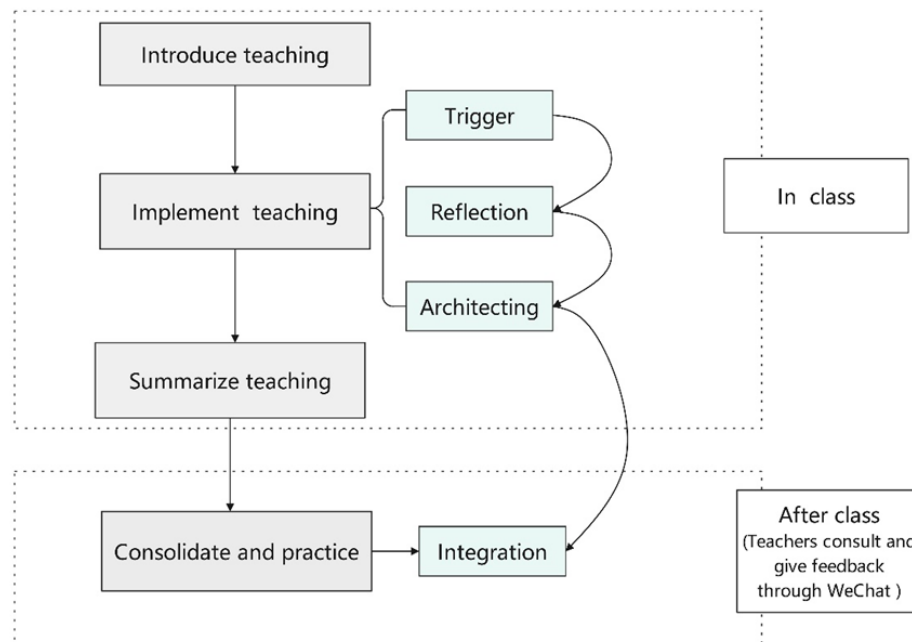 Introduce teaching
Trigger
Implement teaching
Reflection
In class
Architecting
Summarize teaching
Consolidate and practice
Integration
After class
(Teachers consult and
give feedback
through WeChat )